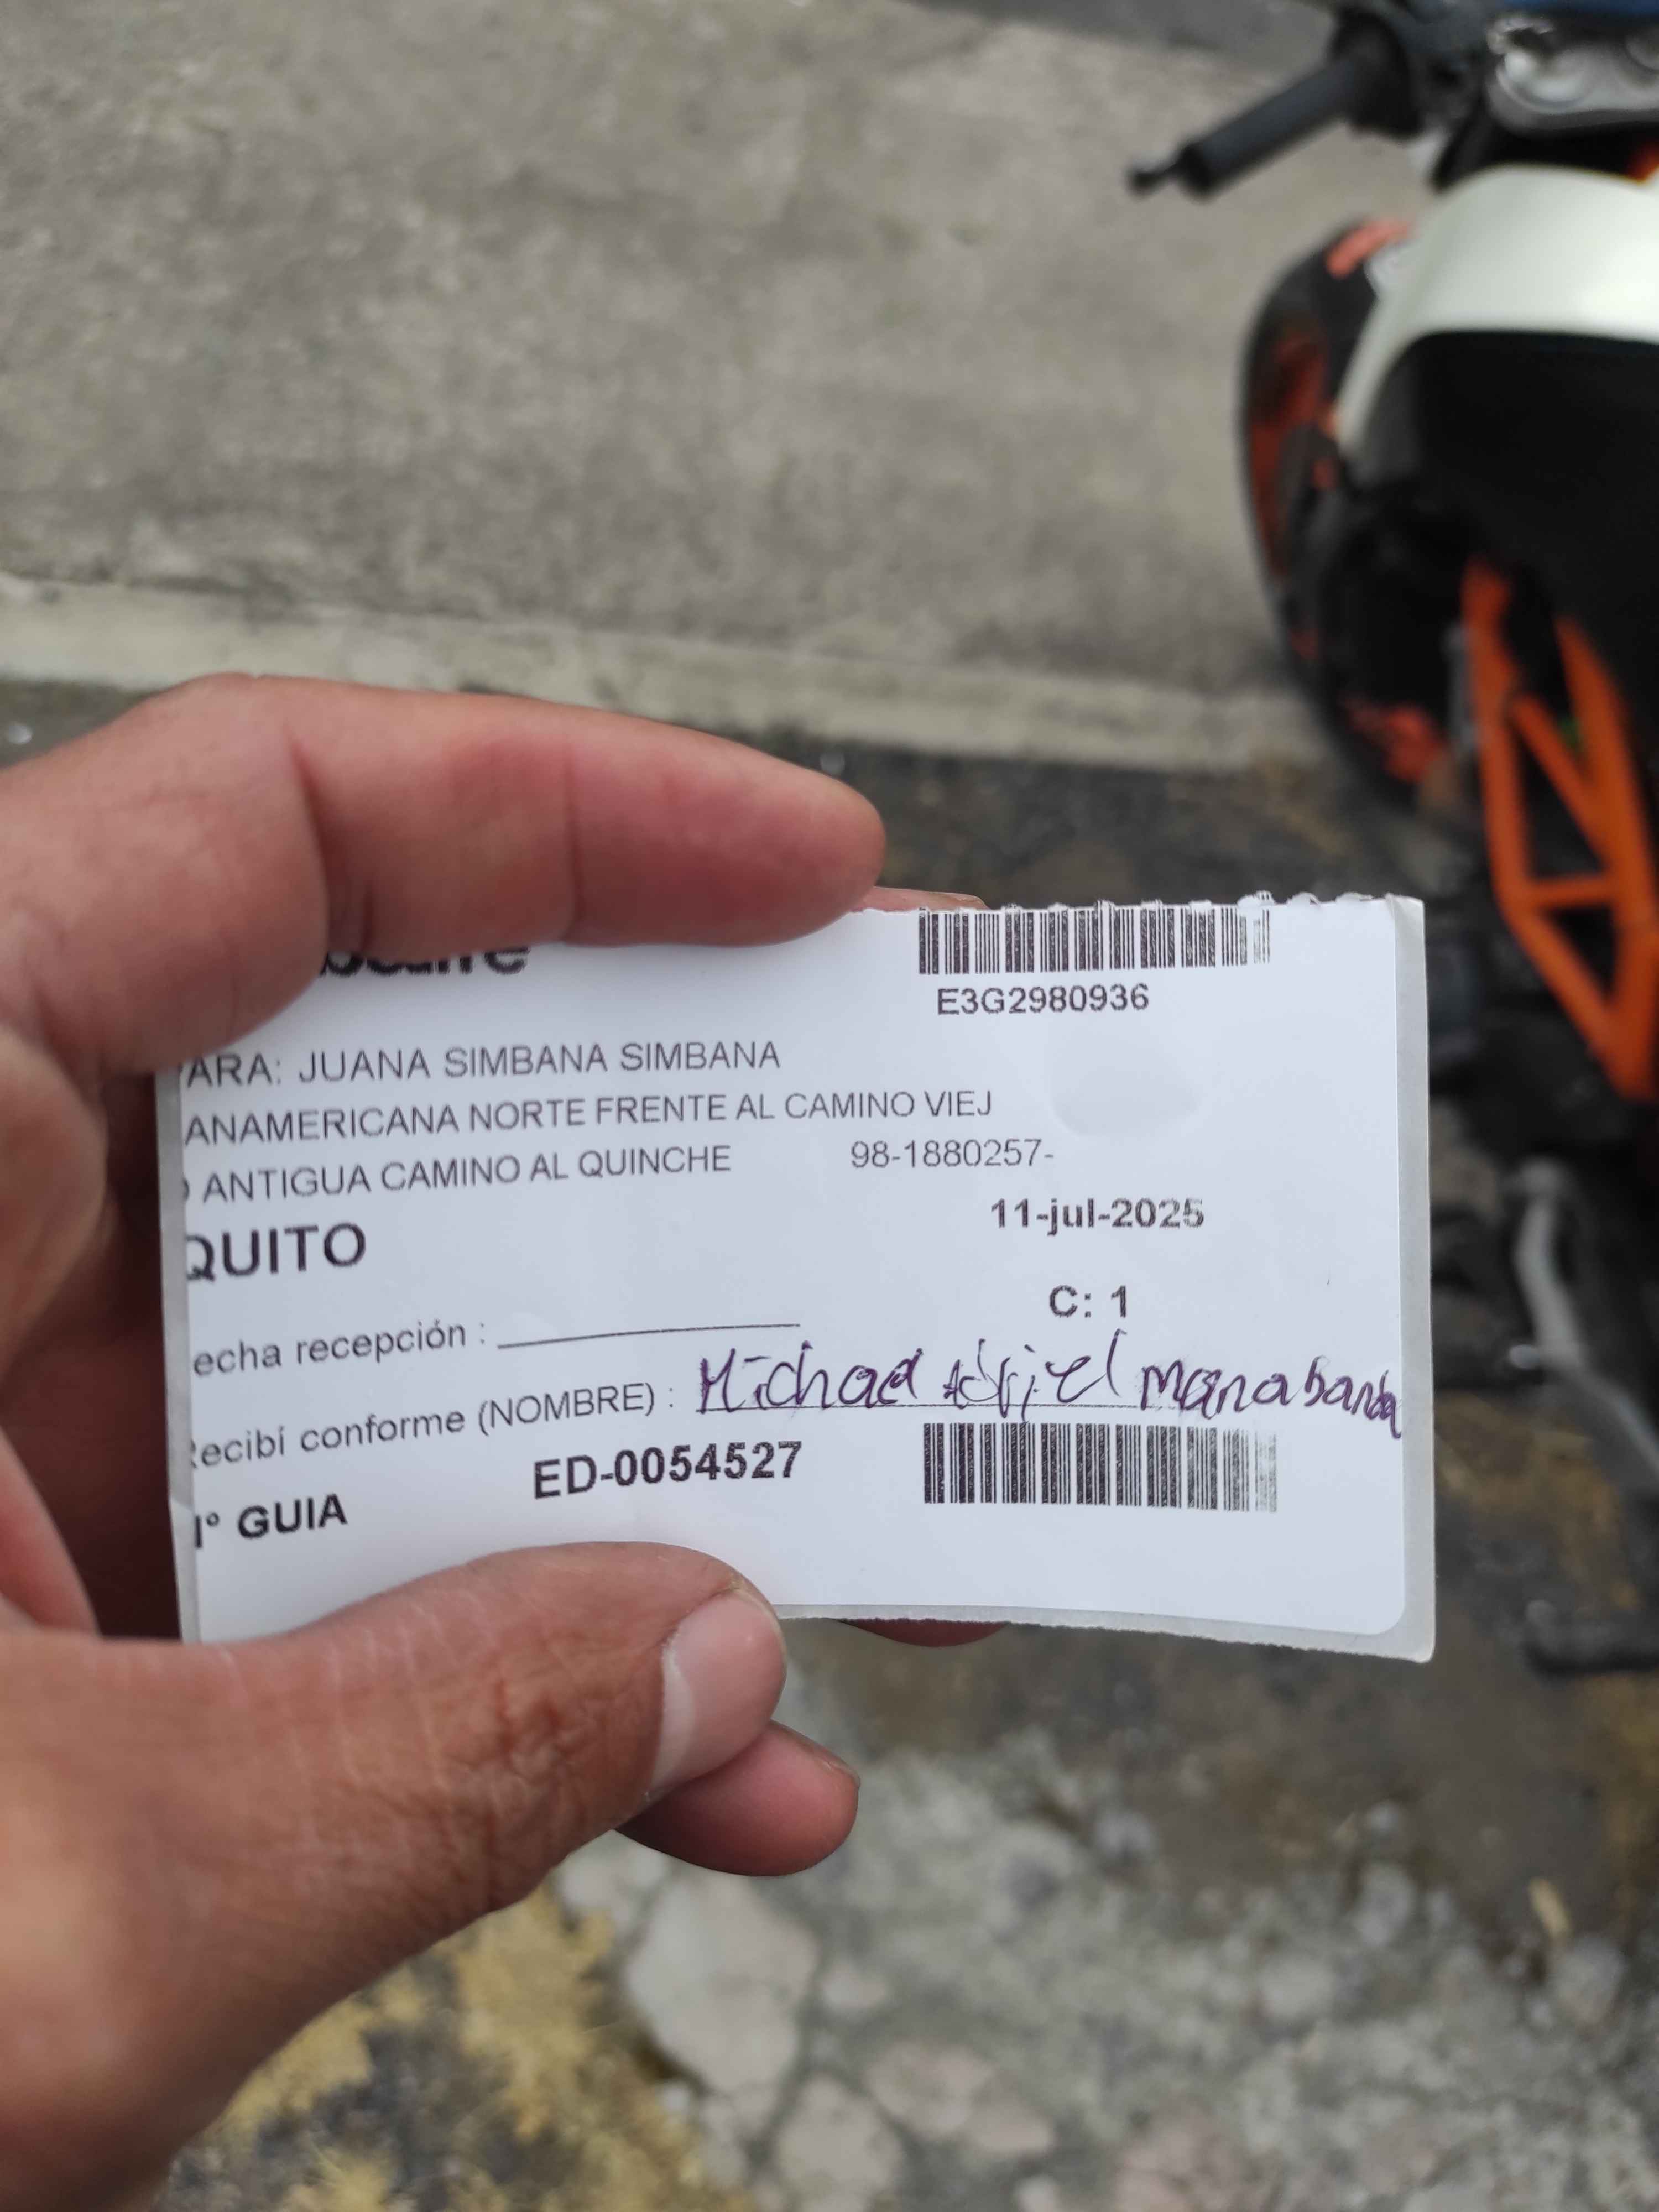 E3G2980936
ARA: JUANA SIMBANA SIMBANA
ANAMERICANA NORTE FRENTE AL CAMINO VIEJ
O ANTIGUA CAMINO AL QUINCHE 98-1880257-
11-jul-2025
QUITO
C: 1
echa recepción :
Recibí conforme (NOMBRE) : Michael Adriel Manabanda
N° GUIA ED-0054527